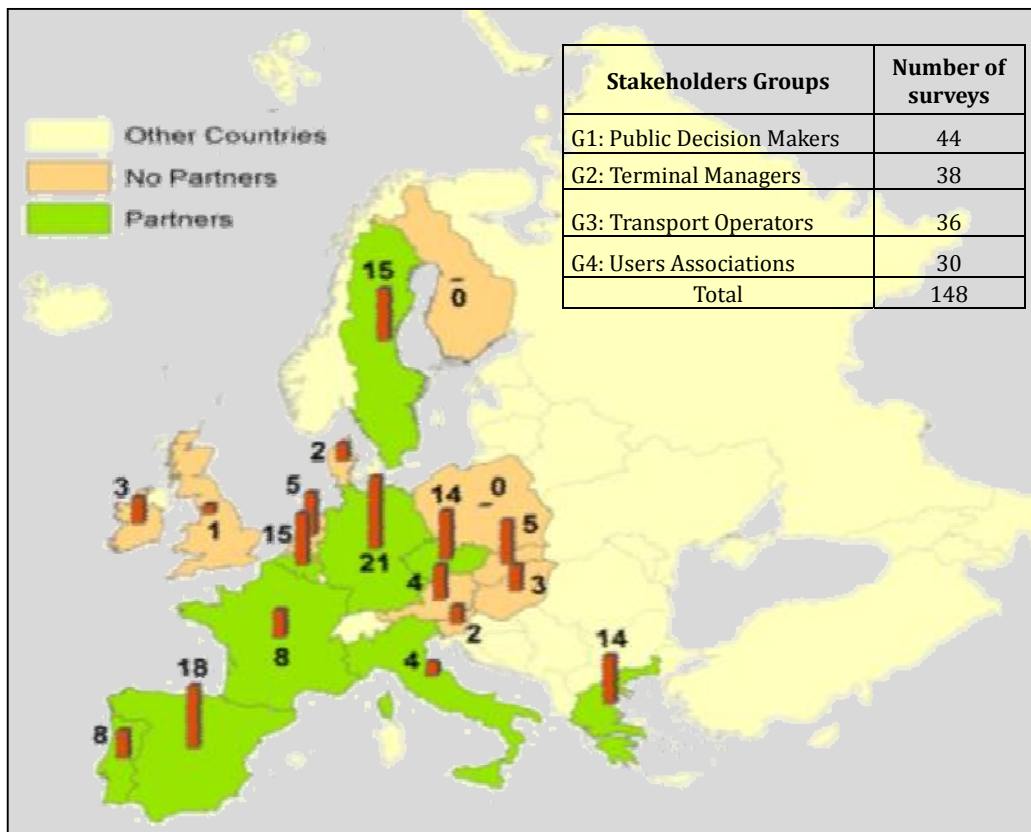 Stakeholders Groups
Number of
surveys
G1: Public Decision Makers
44
G2: Terminal Managers
38
G3: Transport Operators
36
G4: Users Associations
30
Total
148
Other Countries
No Partners
Partners
15
0
2
3
1
5
15
21
14
0
5
4
3
2
8
18
4
14
8